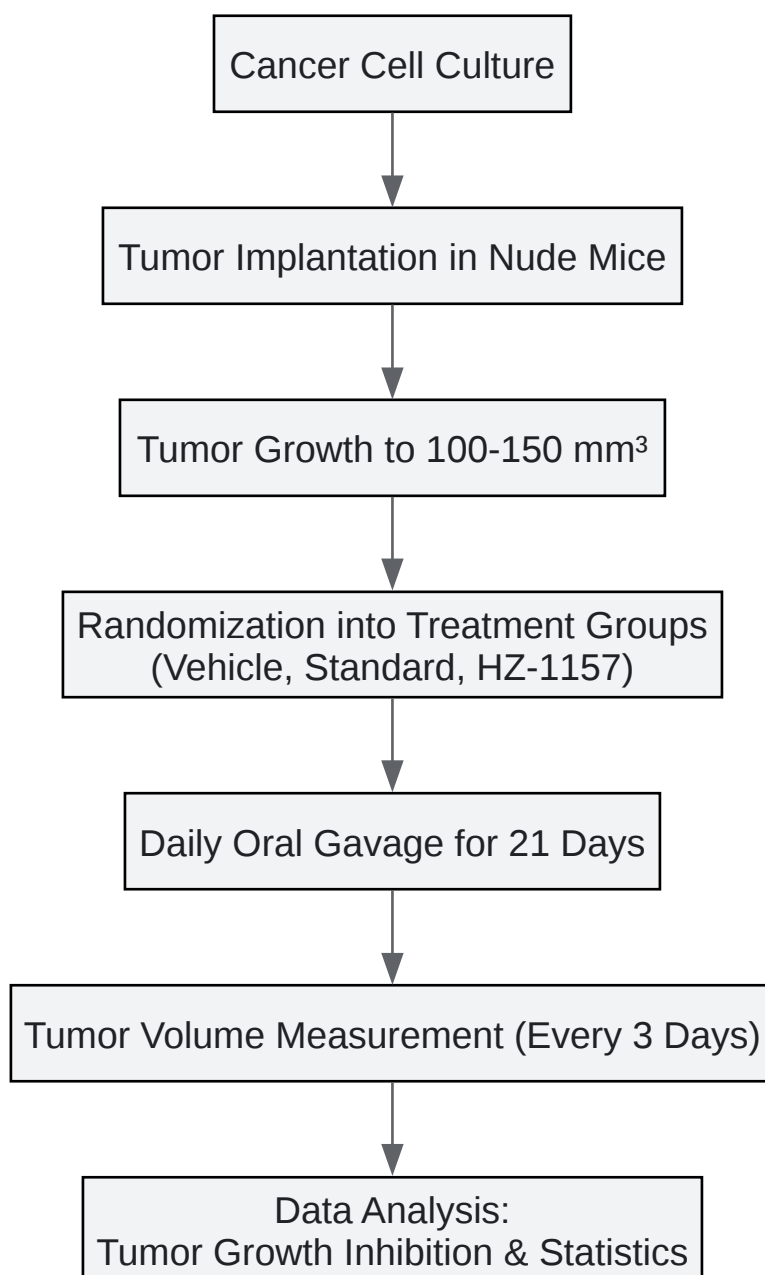 Cancer Cell Culture
Tumor Implantation in Nude Mice
Tumor Growth to 100-150 mm³
Randomization into Treatment Groups
(Vehicle, Standard, HZ-1157)
Daily Oral Gavage for 21 Days
Tumor Volume Measurement (Every 3 Days)
Data Analysis:
Tumor Growth Inhibition & Statistics